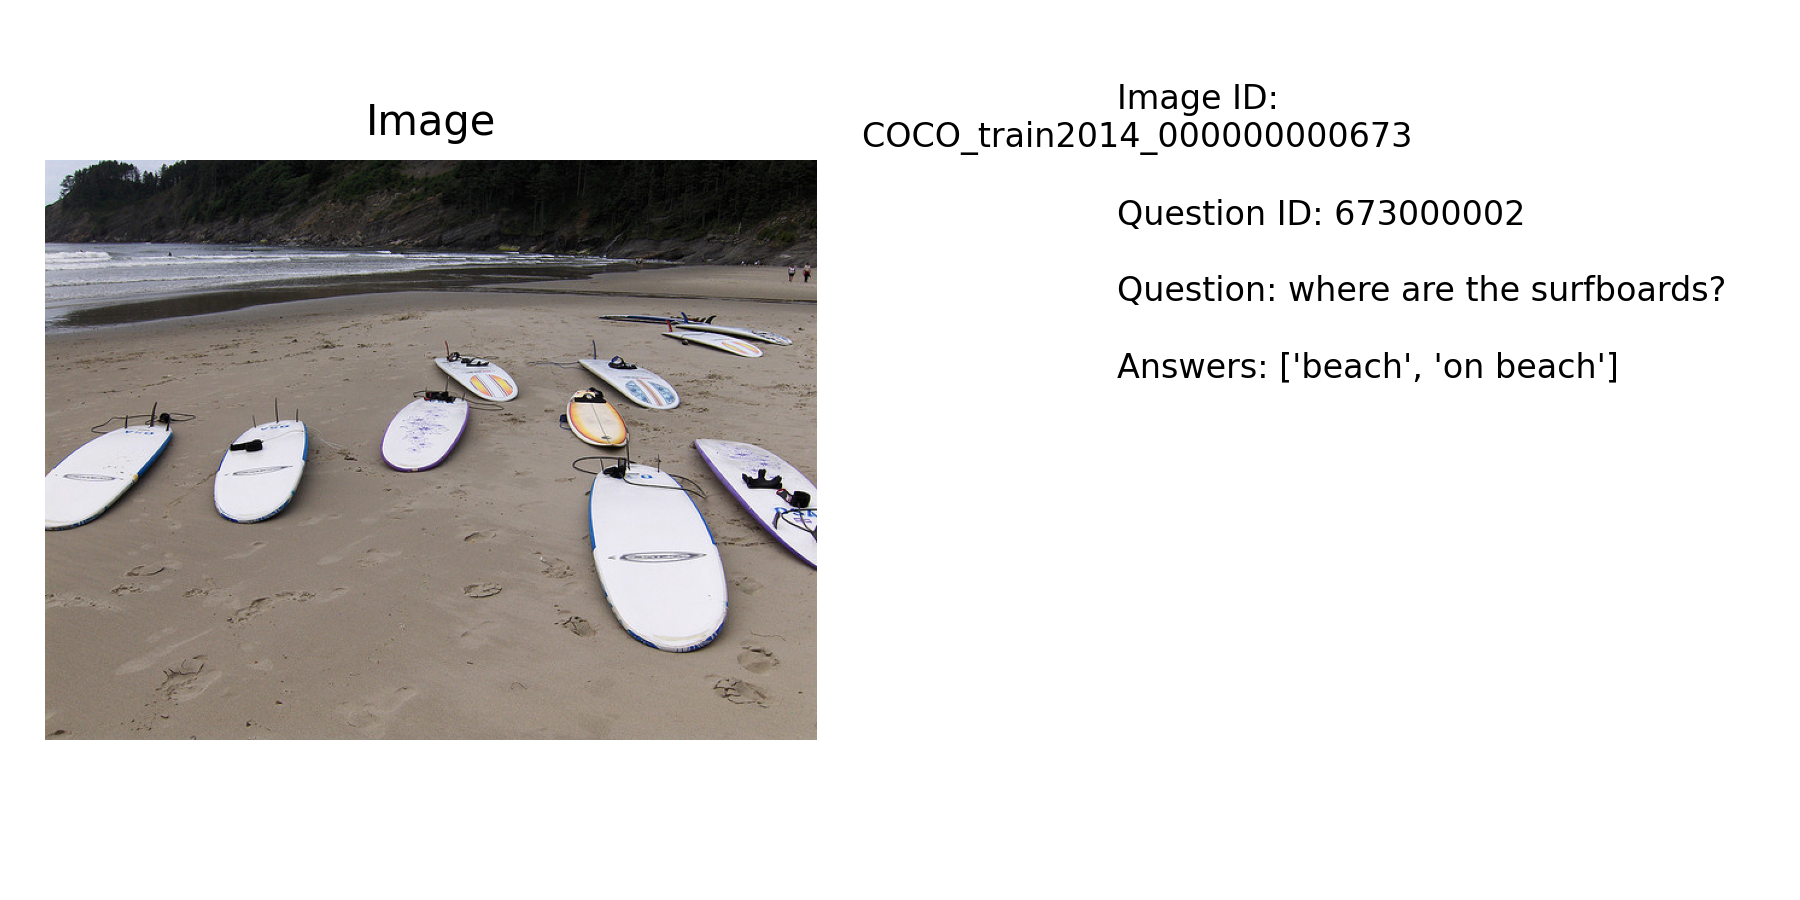 Image
Image ID:
COCO_train2014_000000000673
Question ID: 673000002
Question: where are the surfboards?
Answers: ['beach', 'on beach']